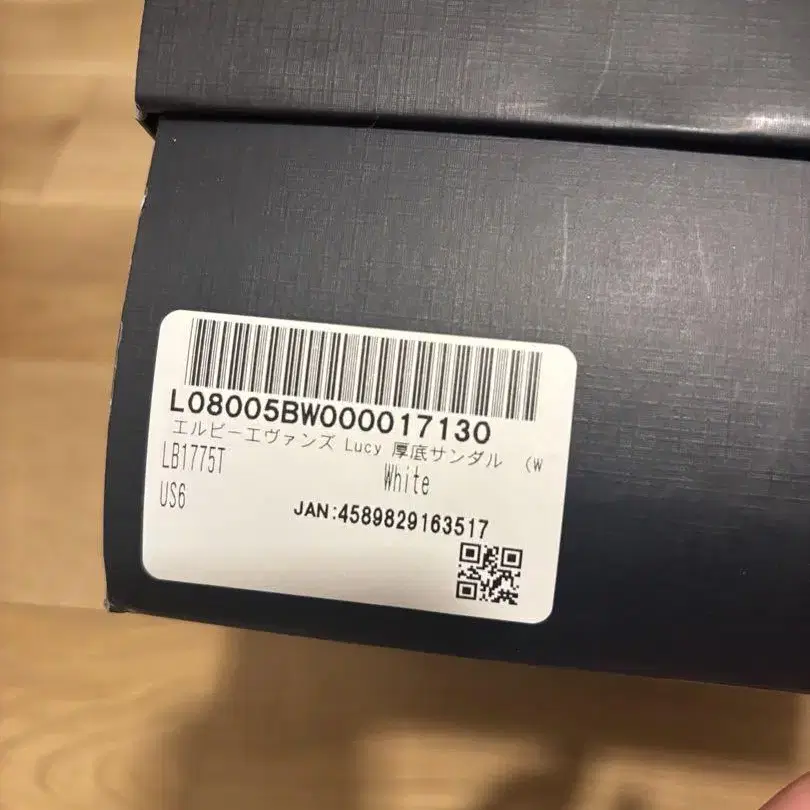 L08005BW000017130
エルビーエヴァンズ Lucy 厚底サンダル (W
LB1775T
White
US6
JAN:4589829163517